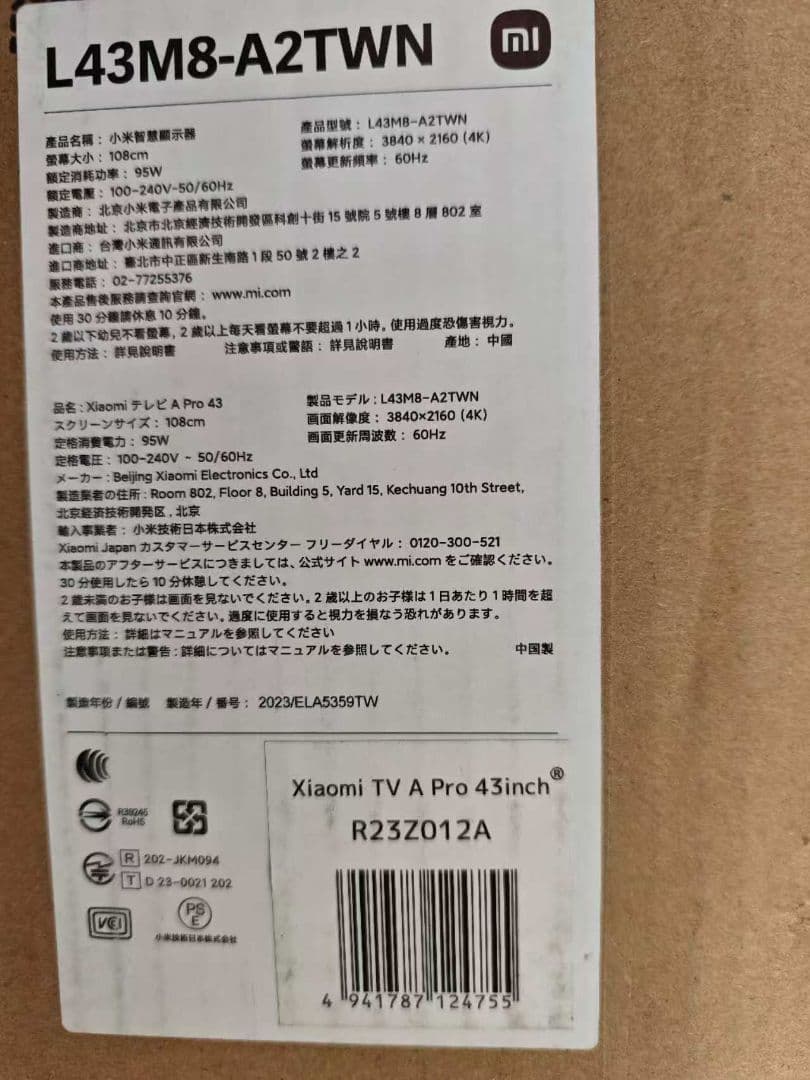 L43M8-A2TWN
mi
產品名稱：小米智慧顯示器
產品型號：L43M8-A2TWN
螢幕大小：108cm
螢幕解析度：3840 × 2160 (4K)
額定消耗功率：95W
螢幕更新頻率：60Hz
額定電壓：100-240V~50/60Hz
製造商：北京小米電子產品有限公司
製造商地址：北京市北京經濟技術開發區科創十街 15 號院 5 號樓 8 層 802 室
進口商：台灣小米通訊有限公司
進口商地址：臺北市中正區新生南路 1 段 50 號 2 樓之 2
服務電話：02-77255376
本產品售後服務請查詢官網：www.mi.com
使用 30 分鐘請休息 10 分鐘。
2 歲以下幼兒不看螢幕，2 歲以上每天看螢幕不要超過 1 小時。使用過度恐傷害視力。
使用方法：詳見說明書 注意事項或警語：詳見說明書 產地：中國
品名：Xiaomi テレビ A Pro 43
製品モデル：L43M8-A2TWN
スクリーンサイズ：108cm
画面解像度：3840×2160 (4K)
定格消費電力：95W
画面更新周波数：60Hz
定格電圧：100-240V ~ 50/60Hz
メーカー：Beijing Xiaomi Electronics Co., Ltd
製造業者の住所：Room 802, Floor 8, Building 5, Yard 15, Kechuang 10th Street,
北京経済技術開発区，北京
輸入事業者：小米技術日本株式会社
Xiaomi Japan カスタマーサービスセンター フリーダイヤル：0120-300-521
本製品のアフターサービスにつきましては、公式サイト www.mi.com をご確認ください。
30 分使用したら 10 分休憩してください。
2 歳未満のお子様は画面を見ないでください。2 歳以上のお子様は 1 日あたり 1 時間を超
えて画面を見ないでください。過度に使用すると視力を損なう恐れがあります。
使用方法：詳細はマニュアルを参照してください
注意事項または警告：詳細についてはマニュアルを参照してください。 中国製
製造年份 / 編號 製造年 / 番号：2023/ELA5359TW
Xiaomi TV A Pro 43inch®
R23Z012A
R39246
RoHS
R 202-JKM094
T D 23-0021 202
VCI
PS
E
小米技術日本株式会社
4 941787 124755